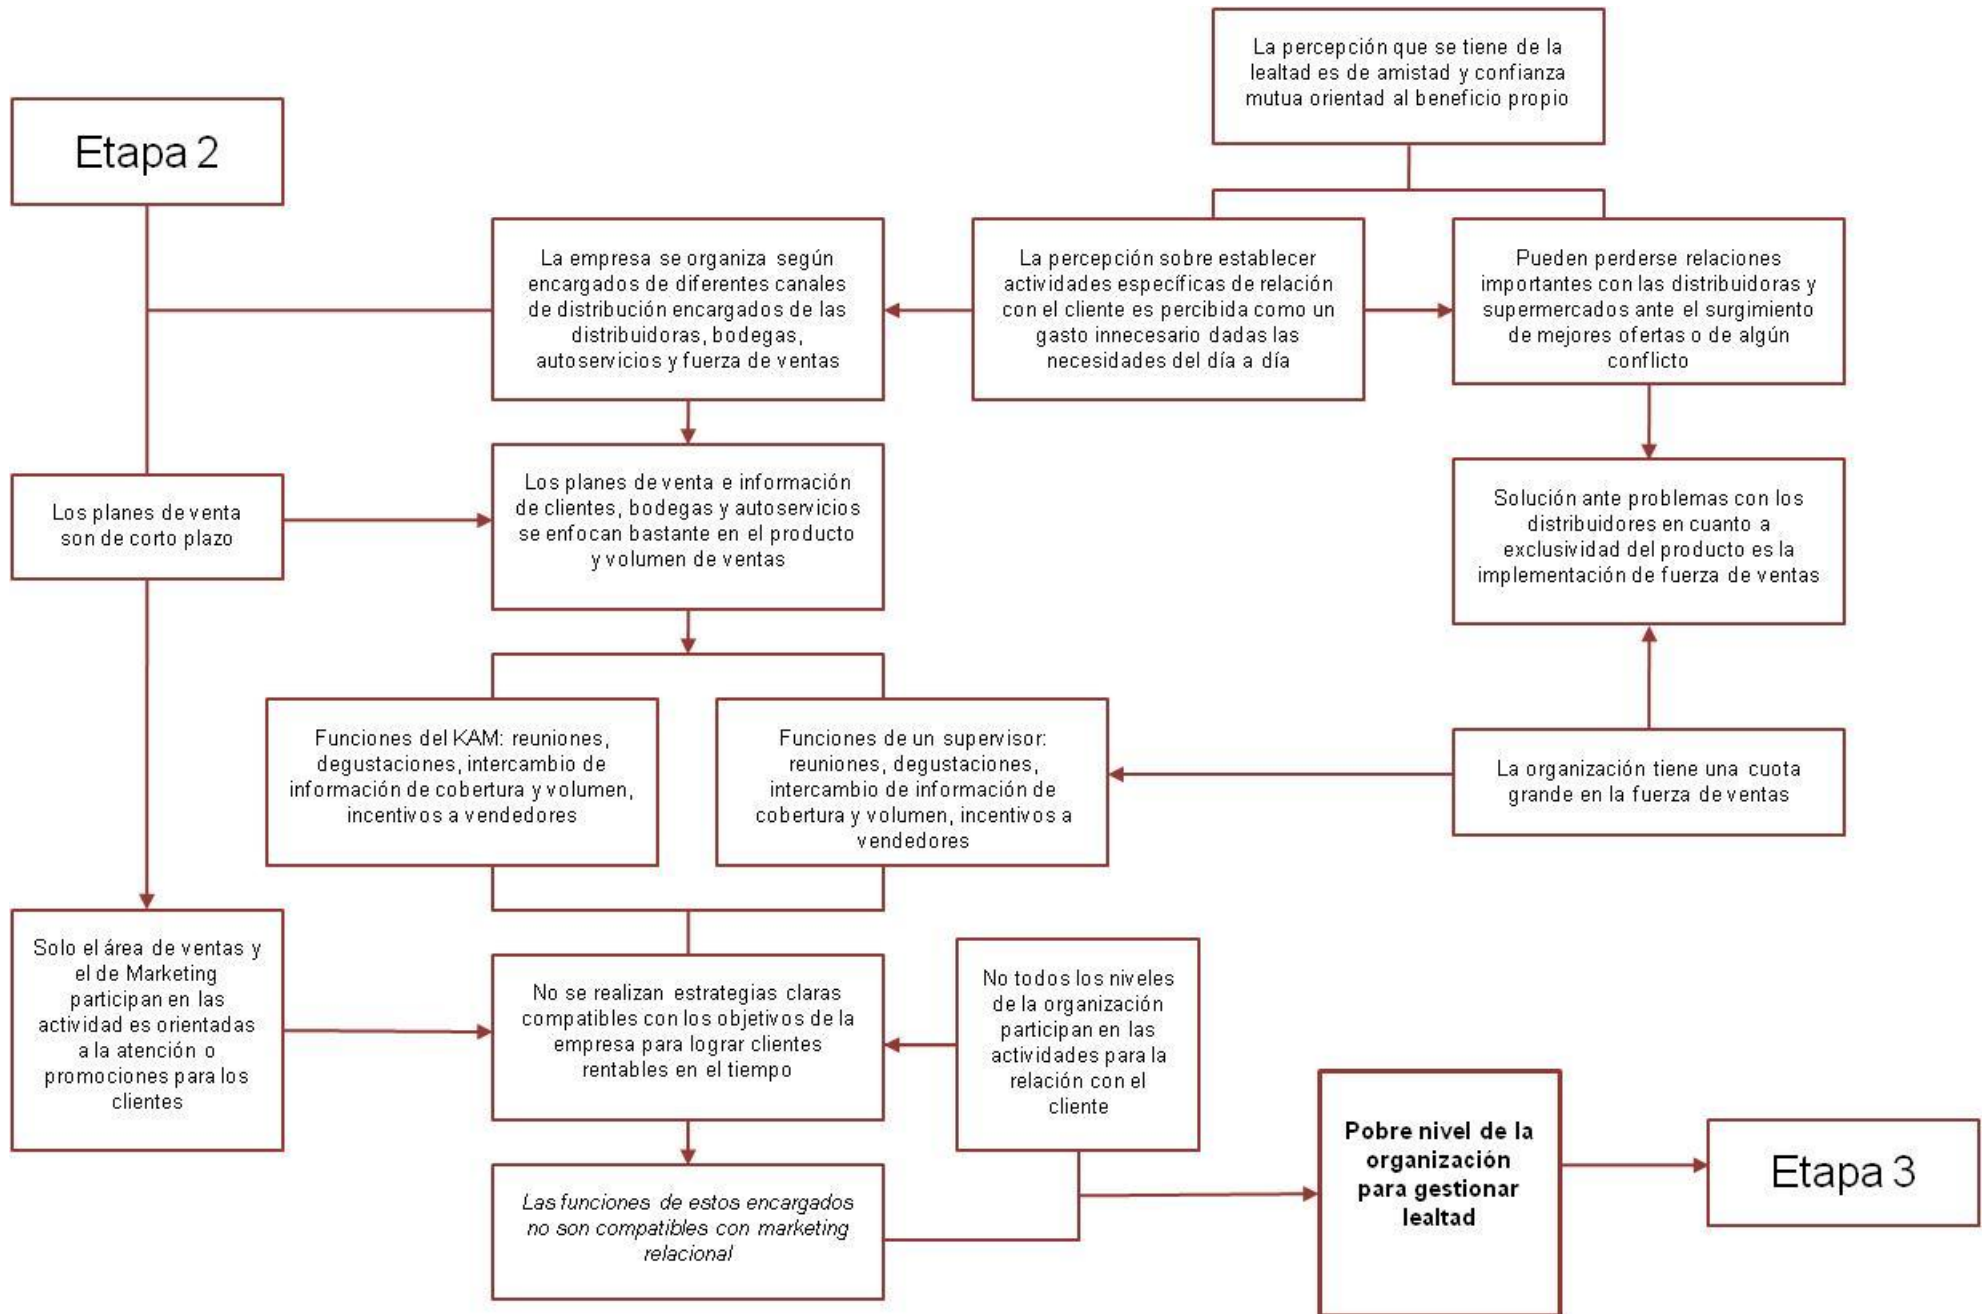 La percepción que se tiene de la
lealtad es de amistad y confianza
mutua orientad al beneficio propio
Etapa 2
La empresa se organiza según
encargados de diferentes canales
de distribución encargados de las
distribuidoras, bodegas,
autoservicios y fuerza de ventas
La percepción sobre establecer
actividades específicas de relación
con el cliente es percibida como un
gasto innecesario dadas las
necesidades del día a día
Pueden perderse relaciones
importantes con las distribuidoras y
supermercados ante el surgimiento
de mejores ofertas o de algún
conflicto
Los planes de venta
son de corto plazo
Los planes de venta e información
de clientes, bodegas y autoservicios
se enfocan bastante en el producto
y volumen de ventas
Solución ante problemas con los
distribuidores en cuanto a
exclusividad del producto es la
implementación de fuerza de ventas
Funciones del KAM: reuniones,
degustaciones, intercambio de
información de cobertura y volumen,
incentivos a vendedores
Funciones de un supervisor:
reuniones, degustaciones,
intercambio de información de
cobertura y volumen, incentivos a
vendedores
La organización tiene una cuota
grande en la fuerza de ventas
Solo el área de ventas y
el de Marketing
participan en las
actividad es orientadas
a la atención o
promociones para los
clientes
No se realizan estrategias claras
compatibles con los objetivos de la
empresa para lograr clientes
rentables en el tiempo
No todos los niveles
de la organización
participan en las
actividades para la
relación con el
cliente
Las funciones de estos encargados
no son compatibles con marketing
relacional
Pobre nivel de la
organización
para gestionar
lealtad
Etapa 3